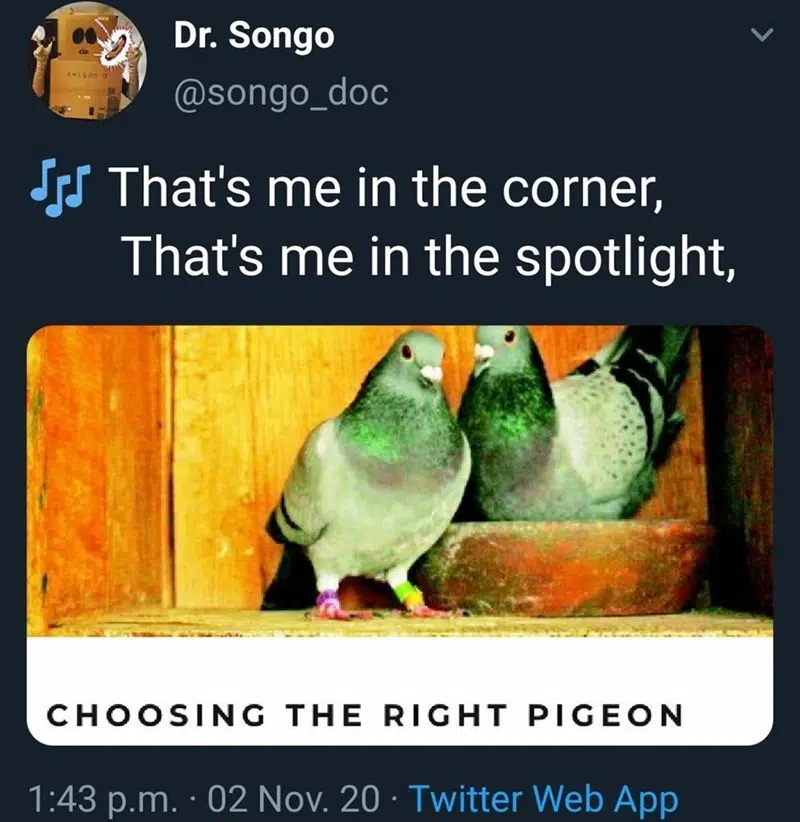 Dr. Songo
@songo_doc
🎶 That's me in the corner,
That's me in the spotlight,
CHOOSING THE RIGHT PIGEON
1:43 p.m. · 02 Nov. 20 · Twitter Web App